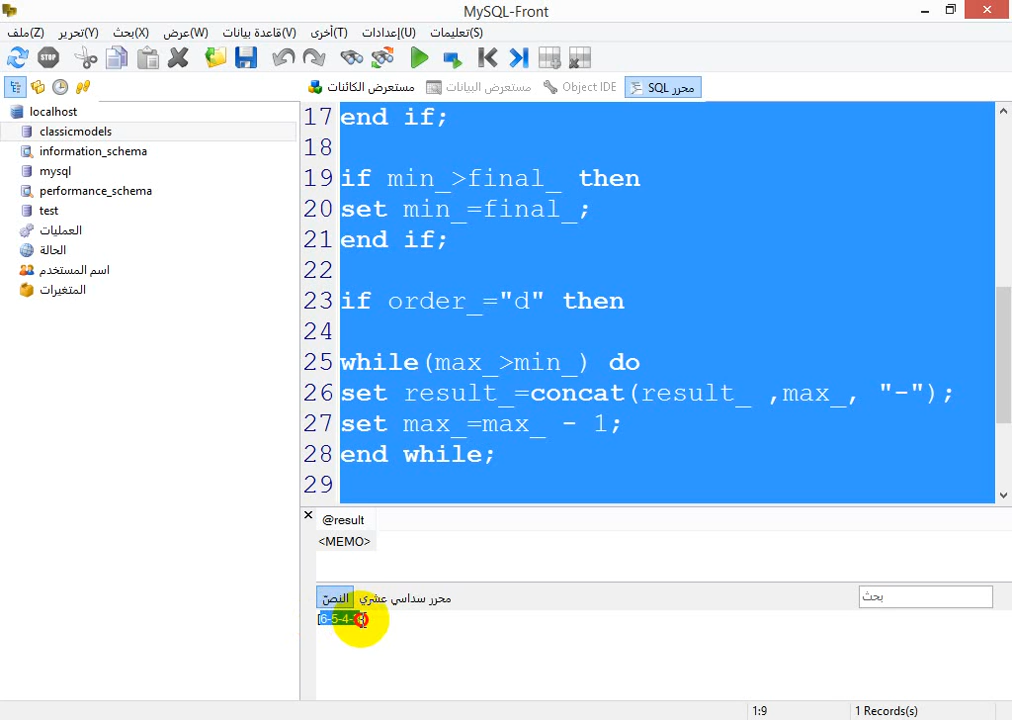 MySQL-Front
ملف(Z) تحرير(Y) بحث(X) عرض(W) قاعدة بيانات(V) أخرى(T) إعدادات(U) تعليمات(S)
STOP
مستعرض الكائنات مستعرض البيانات Object IDE محرر SQL
localhost
classicmodels
information_schema
mysql
performance_schema
test
العمليات
الحالة
اسم المستخدم
المتغيرات
17 end if;
18
19 if min_>final_ then
20 set min_=final_;
21 end if;
22
23 if order_="d" then
24
25 while(max_>min_) do
26 set result_=concat(result_ ,max_, "-");
27 set max_=max_ - 1;
28 end while;
29
@result
<MEMO>
النصّ محرر سداسي عشري بحث
[6-5-4-
1:9 1 Records(s)